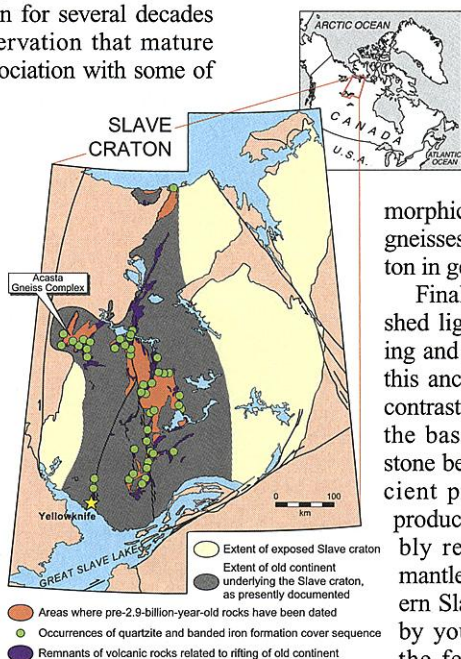 n for several decades
ervation that mature
sociation with some of
ARCTIC OCEAN
CANADA
U.S.A.
ATLANTIC
OCEAN
SLAVE
CRATON
Acasta
Gneiss Complex
Yellowknife
GREAT SLAVE LAKE
0 100
km
Extent of exposed Slave craton
Extent of old continent
underlying the Slave craton,
as presently documented
Areas where pre-2.9-billion-year-old rocks have been dated
Occurrences of quartzite and banded iron formation cover sequence
Remnants of volcanic rocks related to rifting of old continent
morphic
gneisses
ton in ge
Final
shed lig
ing and
this anc
contrast
the bas
stone be
cient p
produc
bly re
mantle
ern Sla
by you
the fo